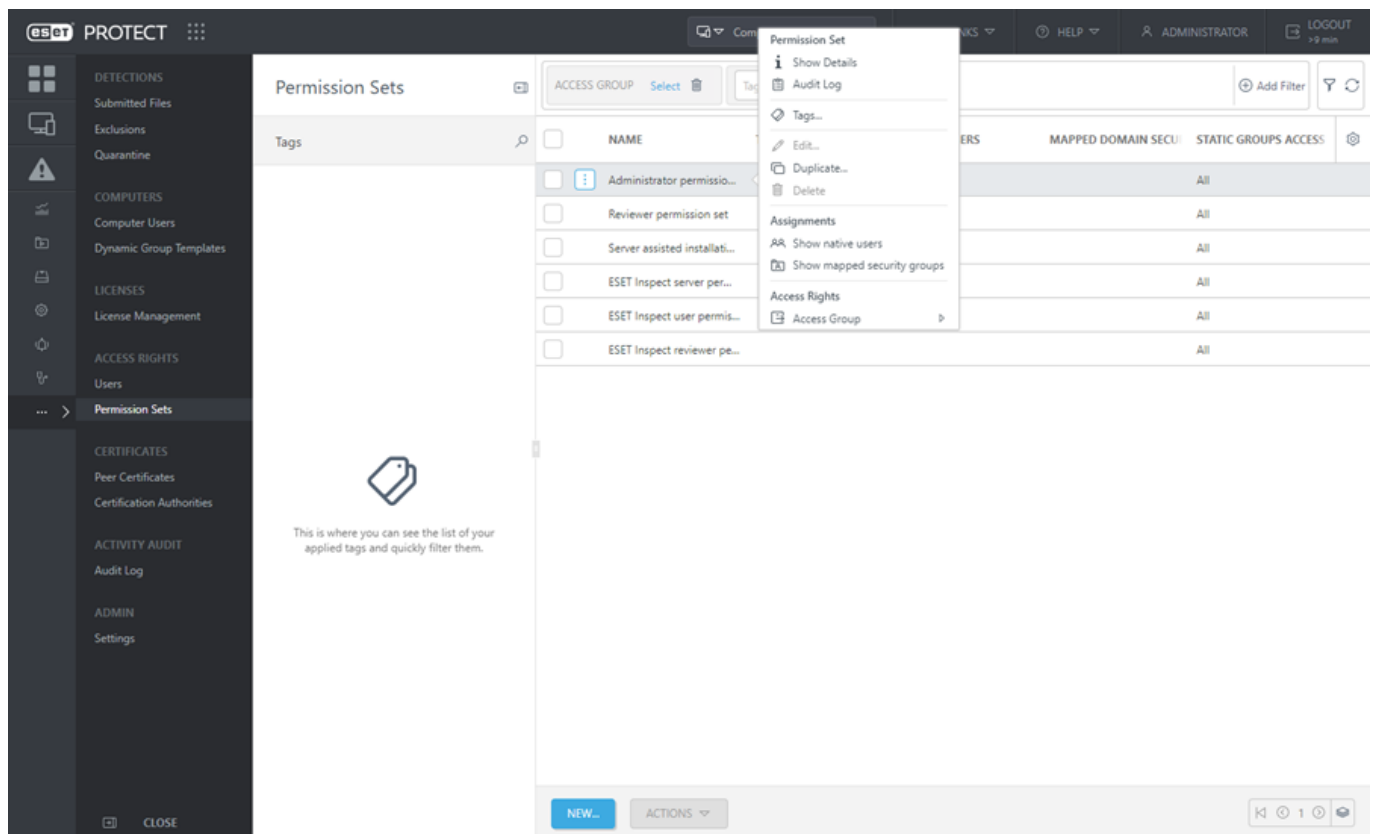 eset PROTECT
HELP
ADMINISTRATOR
LOGOUT
>9 min
DETECTIONS
Submitted Files
Exclusions
Quarantine
COMPUTERS
Computer Users
Dynamic Group Templates
LICENSES
License Management
ACCESS RIGHTS
Users
Permission Sets
CERTIFICATES
Peer Certificates
Certification Authorities
ACTIVITY AUDIT
Audit Log
ADMIN
Settings
CLOSE
Permission Sets
Tags
This is where you can see the list of your
applied tags and quickly filter them.
ACCESS GROUP Select
Add Filter
NAME MAPPED DOMAIN SECU STATIC GROUPS ACCESS
Administrator permissio... All
Reviewer permission set All
Server assisted installati... All
ESET Inspect server per... All
ESET Inspect user permis... All
ESET Inspect reviewer pe... All
Permission Set
Show Details
Audit Log
Tags...
Edit...
Duplicate...
Delete
Assignments
Show native users
Show mapped security groups
Access Rights
Access Group
NEW... ACTIONS
1